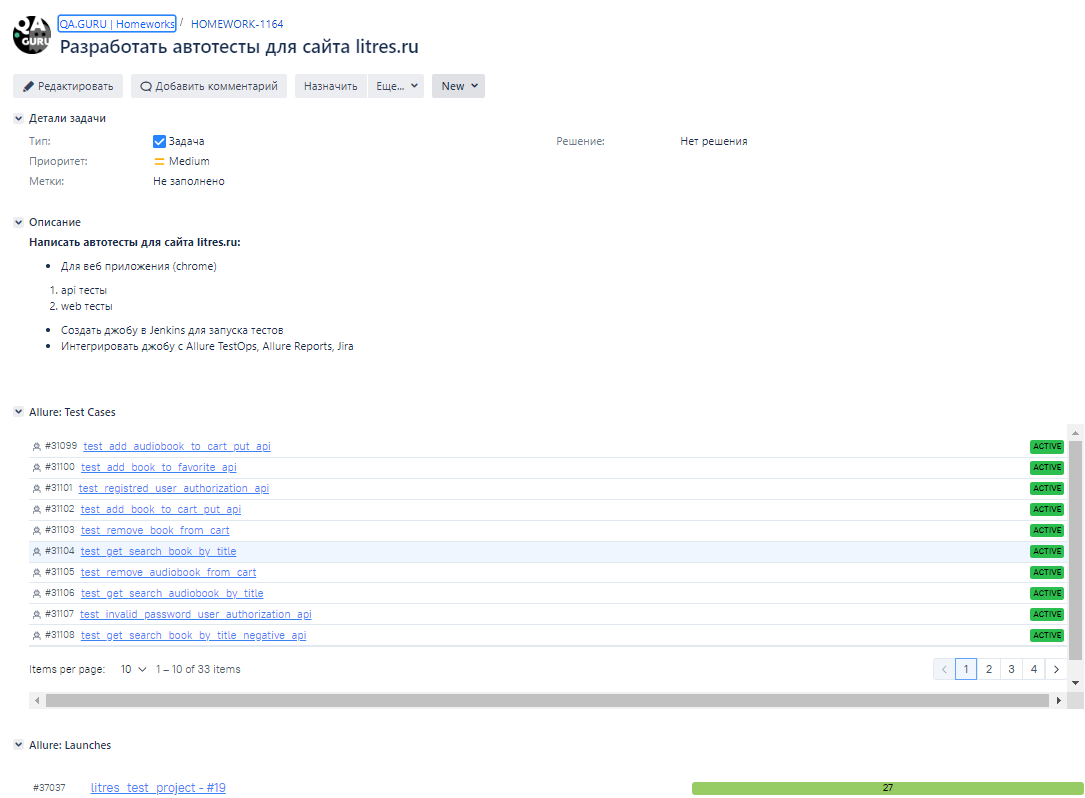 QA GURU
QA.GURU | Homeworks / HOMEWORK-1164
Разработать автотесты для сайта litres.ru
Редактировать Добавить комментарий Назначить Еще... New
Детали задачи
Тип: Задача Решение: Нет решения
Приоритет: Medium
Метки: Не заполнено
Описание
Написать автотесты для сайта litres.ru:
• Для веб приложения (chrome)
1. api тесты
2. web тесты
• Создать джобу в Jenkins для запуска тестов
• Интегрировать джобу с Allure TestOps, Allure Reports, Jira
Allure: Test Cases
#31099 test_add_audiobook_to_cart_put_api ACTIVE
#31100 test_add_book_to_favorite_api ACTIVE
#31101 test_registred_user_authorization_api ACTIVE
#31102 test_add_book_to_cart_put_api ACTIVE
#31103 test_remove_book_from_cart ACTIVE
#31104 test_get_search_book_by_title ACTIVE
#31105 test_remove_audiobook_from_cart ACTIVE
#31106 test_get_search_audiobook_by_title ACTIVE
#31107 test_invalid_password_user_authorization_api ACTIVE
#31108 test_get_search_book_by_title_negative_api ACTIVE
Items per page: 10 1 – 10 of 33 items 1 2 3 4
Allure: Launches
#37037 litres_test_project - #19 27